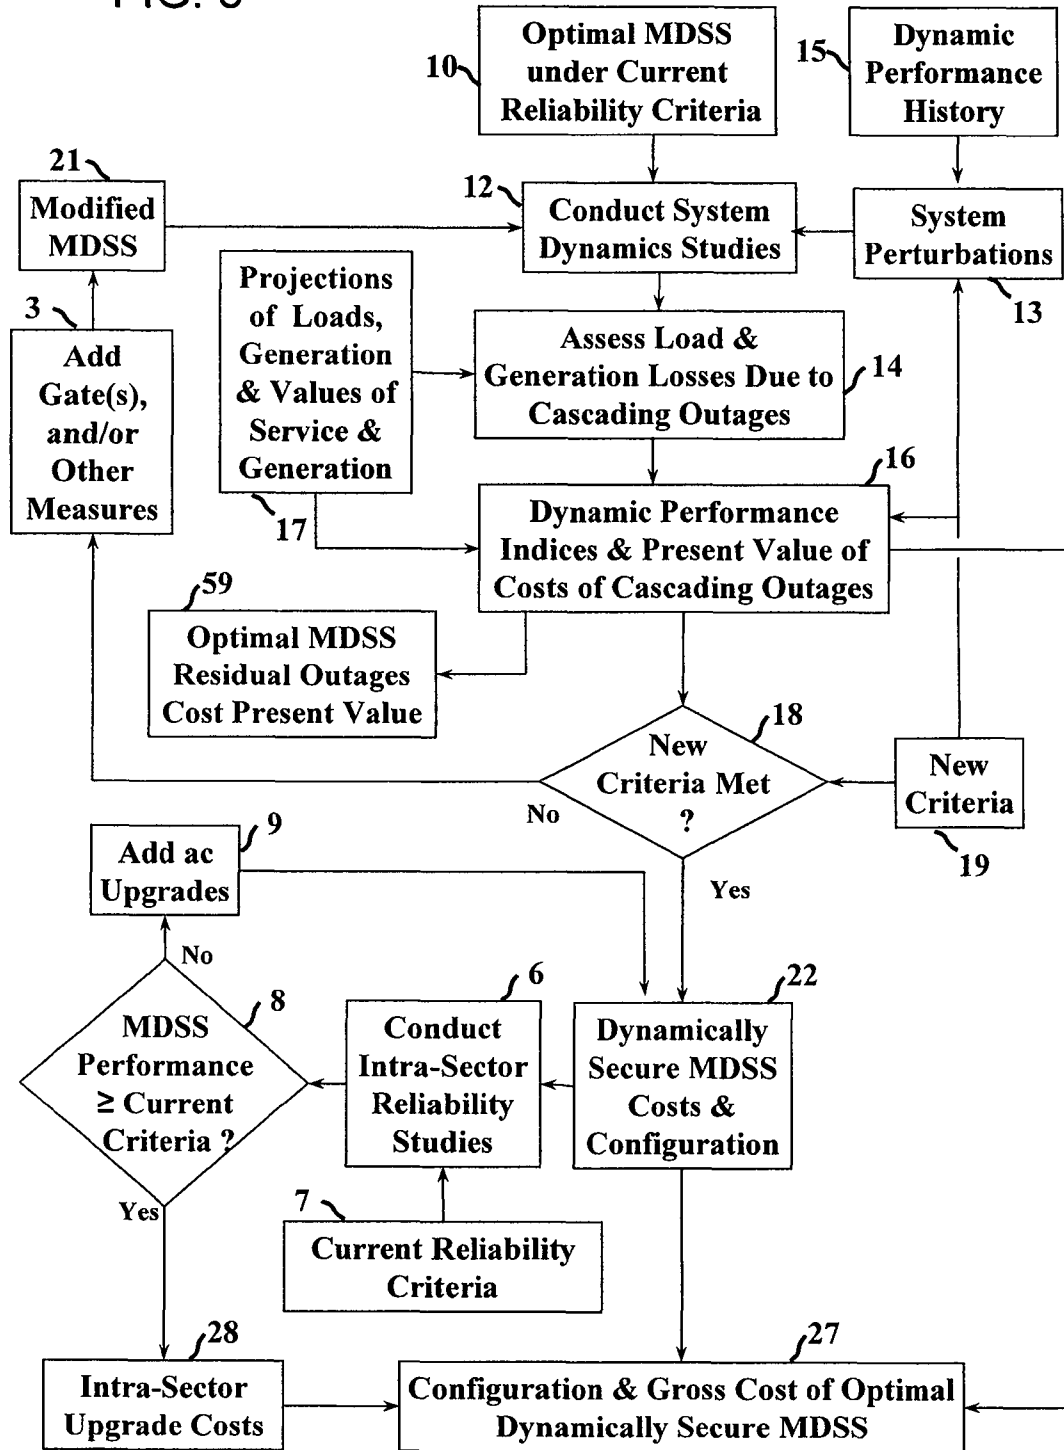 10
Optimal MDSS
under Current
Reliability Criteria
15
Dynamic
Performance
History
21
Modified
MDSS
12
Conduct System
Dynamics Studies
System
Perturbations
13
3
Add
Gate(s),
and/or
Other
Measures
Projections
of Loads,
Generation
& Values of
Service &
Generation
17
Assess Load &
Generation Losses Due to
Cascading Outages
14
16
Dynamic Performance
Indices & Present Value of
Costs of Cascading Outages
59
Optimal MDSS
Residual Outages
Cost Present Value
18
New
Criteria Met
?
No
Yes
New
Criteria
19
9
Add ac
Upgrades
No
8
MDSS
Performance
≥ Current
Criteria ?
Yes
6
Conduct
Intra-Sector
Reliability
Studies
22
Dynamically
Secure MDSS
Costs &
Configuration
7
Current Reliability
Criteria
28
Intra-Sector
Upgrade Costs
27
Configuration & Gross Cost of Optimal
Dynamically Secure MDSS